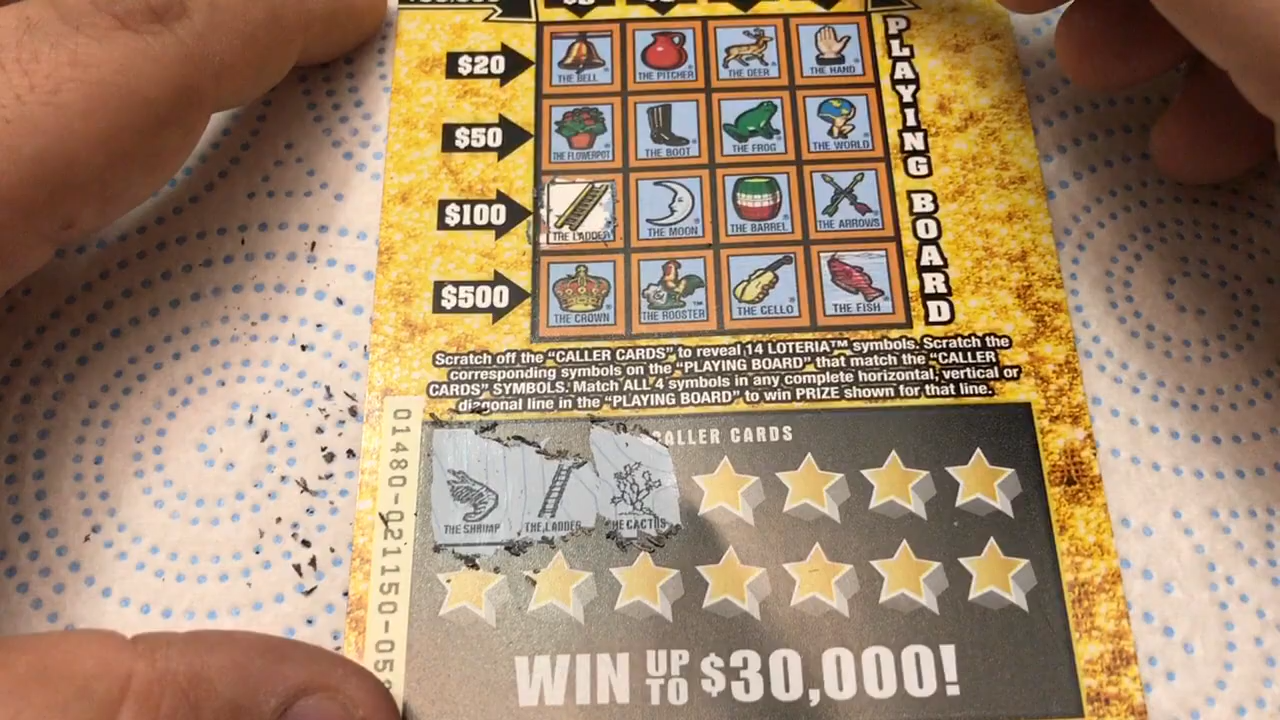 $20
THE BELL
THE PITCHER
THE DEER
THE HAND
$50
THE FLOWERPOT
THE BOOT
THE FROG
THE WORLD
$100
THE LADDER
THE MOON
THE BARREL
THE ARROWS
$500
THE CROWN
THE ROOSTER
TM
THE CELLO
THE FISH
PLAYING BOARD
Scratch off the "CALLER CARDS" to reveal 14 LOTERIA™ symbols. Scratch the
corresponding symbols on the "PLAYING BOARD" that match the "CALLER
CARDS" SYMBOLS. Match ALL 4 symbols in any complete horizontal, vertical or
diagonal line in the "PLAYING BOARD" to win PRIZE shown for that line.
CALLER CARDS
THE SHRIMP
THE LADDER
THE CACTUS
WIN UP TO $30,000!
01480-021150-05